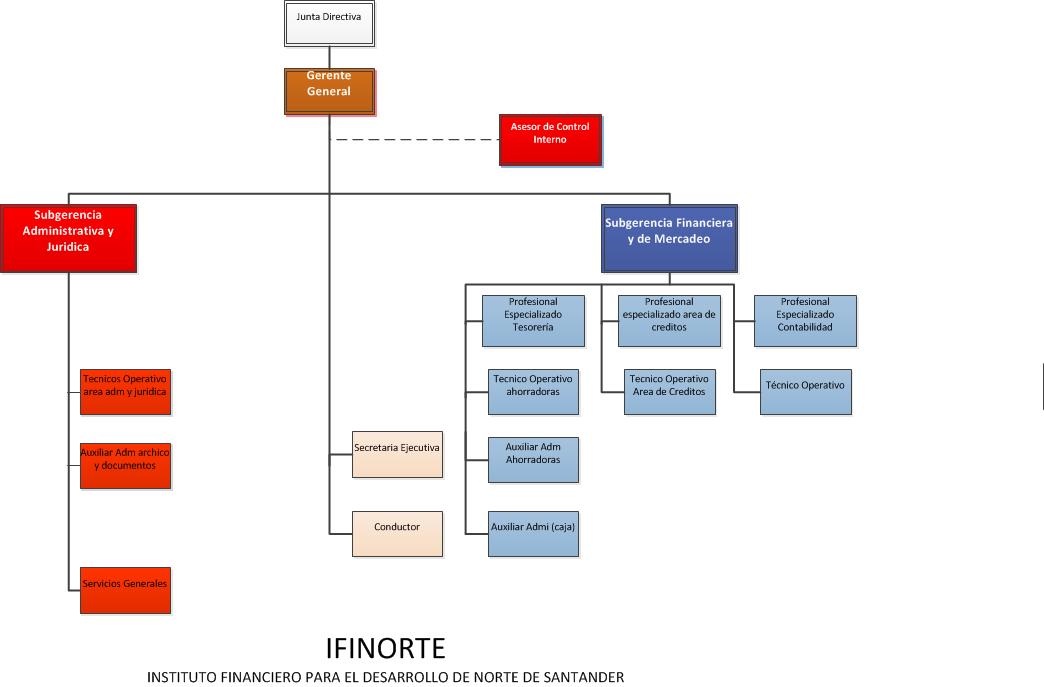 Junta Directiva
Gerente
General
Asesor de Control
Interno
Subgerencia
Administrativa y
Juridica
Subgerencia Financiera
y de Mercadeo
Profesional
Especializado
Tesorería
Profesional
especializado area de
creditos
Profesional
Especializado
Contabilidad
Tecnicos Operativo
area adm y juridica
Tecnico Operativo
ahorradoras
Tecnico Operativo
Area de Creditos
Técnico Operativo
Auxiliar Adm archico
y documentos
Secretaria Ejecutiva
Auxiliar Adm
Ahorradoras
Conductor
Auxiliar Admi (caja)
Servicios Generales
IFINORTE
INSTITUTO FINANCIERO PARA EL DESARROLLO DE NORTE DE SANTANDER